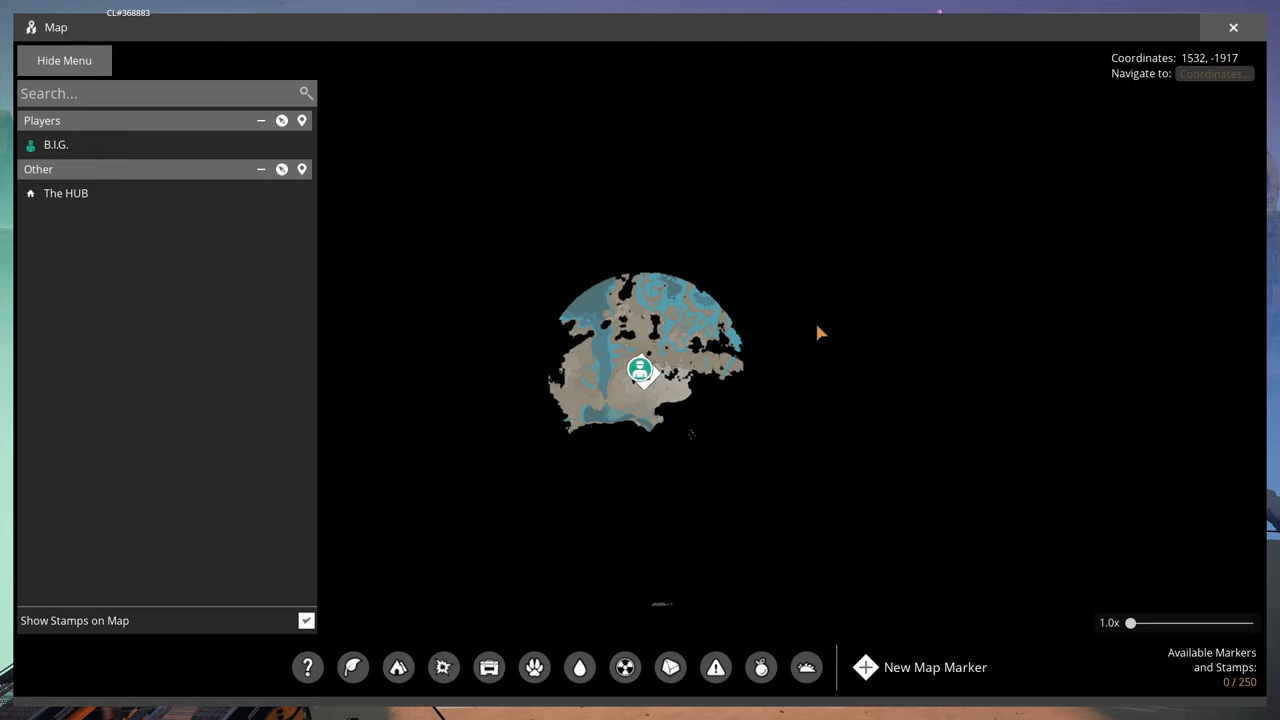 CL#368883
Map
Hide Menu
Coordinates: 1532, -1917
Navigate to: Coordinates...
Search...
Players
B.I.G.
Other
The HUB
Show Stamps on Map
1.0x
?
New Map Marker
Available Markers
and Stamps:
0 / 250